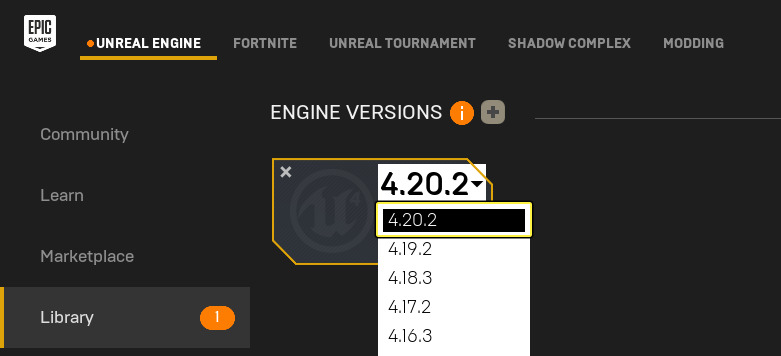 EPIC
GAMES
UNREAL ENGINE FORTNITE UNREAL TOURNAMENT SHADOW COMPLEX MODDING
ENGINE VERSIONS i +
Community
Learn
Marketplace
Library 1
4.20.2
4.20.2
4.19.2
4.18.3
4.17.2
4.16.3